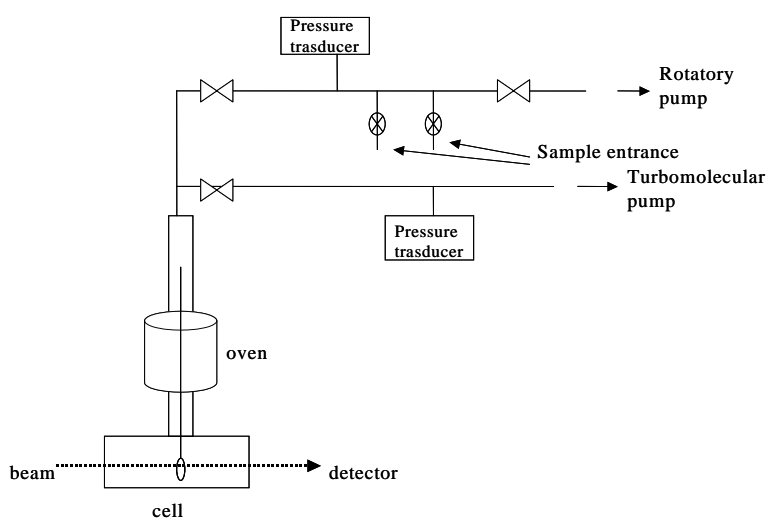 Pressure
trasducer
Rotatory
pump
Sample entrance
Turbomolecular
pump
Pressure
trasducer
oven
beam
detector
cell